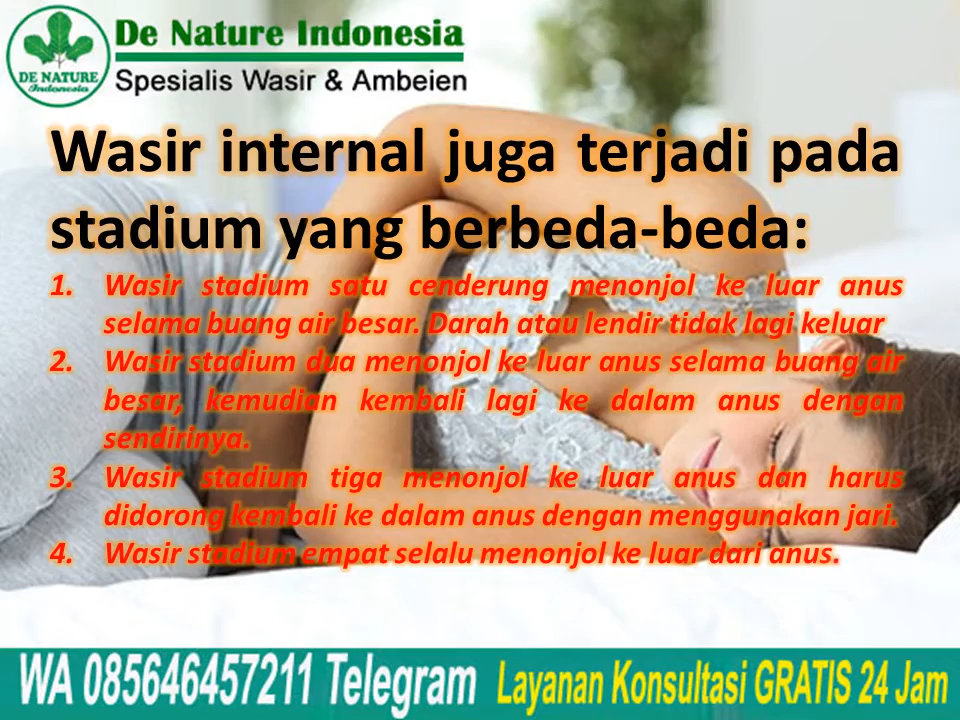 DE NATURE
Indonesia
De Nature Indonesia
Spesialis Wasir & Ambeien
Wasir internal juga terjadi pada
stadium yang berbeda-beda:
1. Wasir stadium satu cenderung menonjol ke luar anus
selama buang air besar. Darah atau lendir tidak lagi keluar
2. Wasir stadium dua menonjol ke luar anus selama buang air
besar, kemudian kembali lagi ke dalam anus dengan
sendirinya.
3. Wasir stadium tiga menonjol ke luar anus dan harus
didorong kembali ke dalam anus dengan menggunakan jari.
4. Wasir stadium empat selalu menonjol ke luar dari anus.
WA 085646457211 Telegram Layanan Konsultasi GRATIS 24 Jam